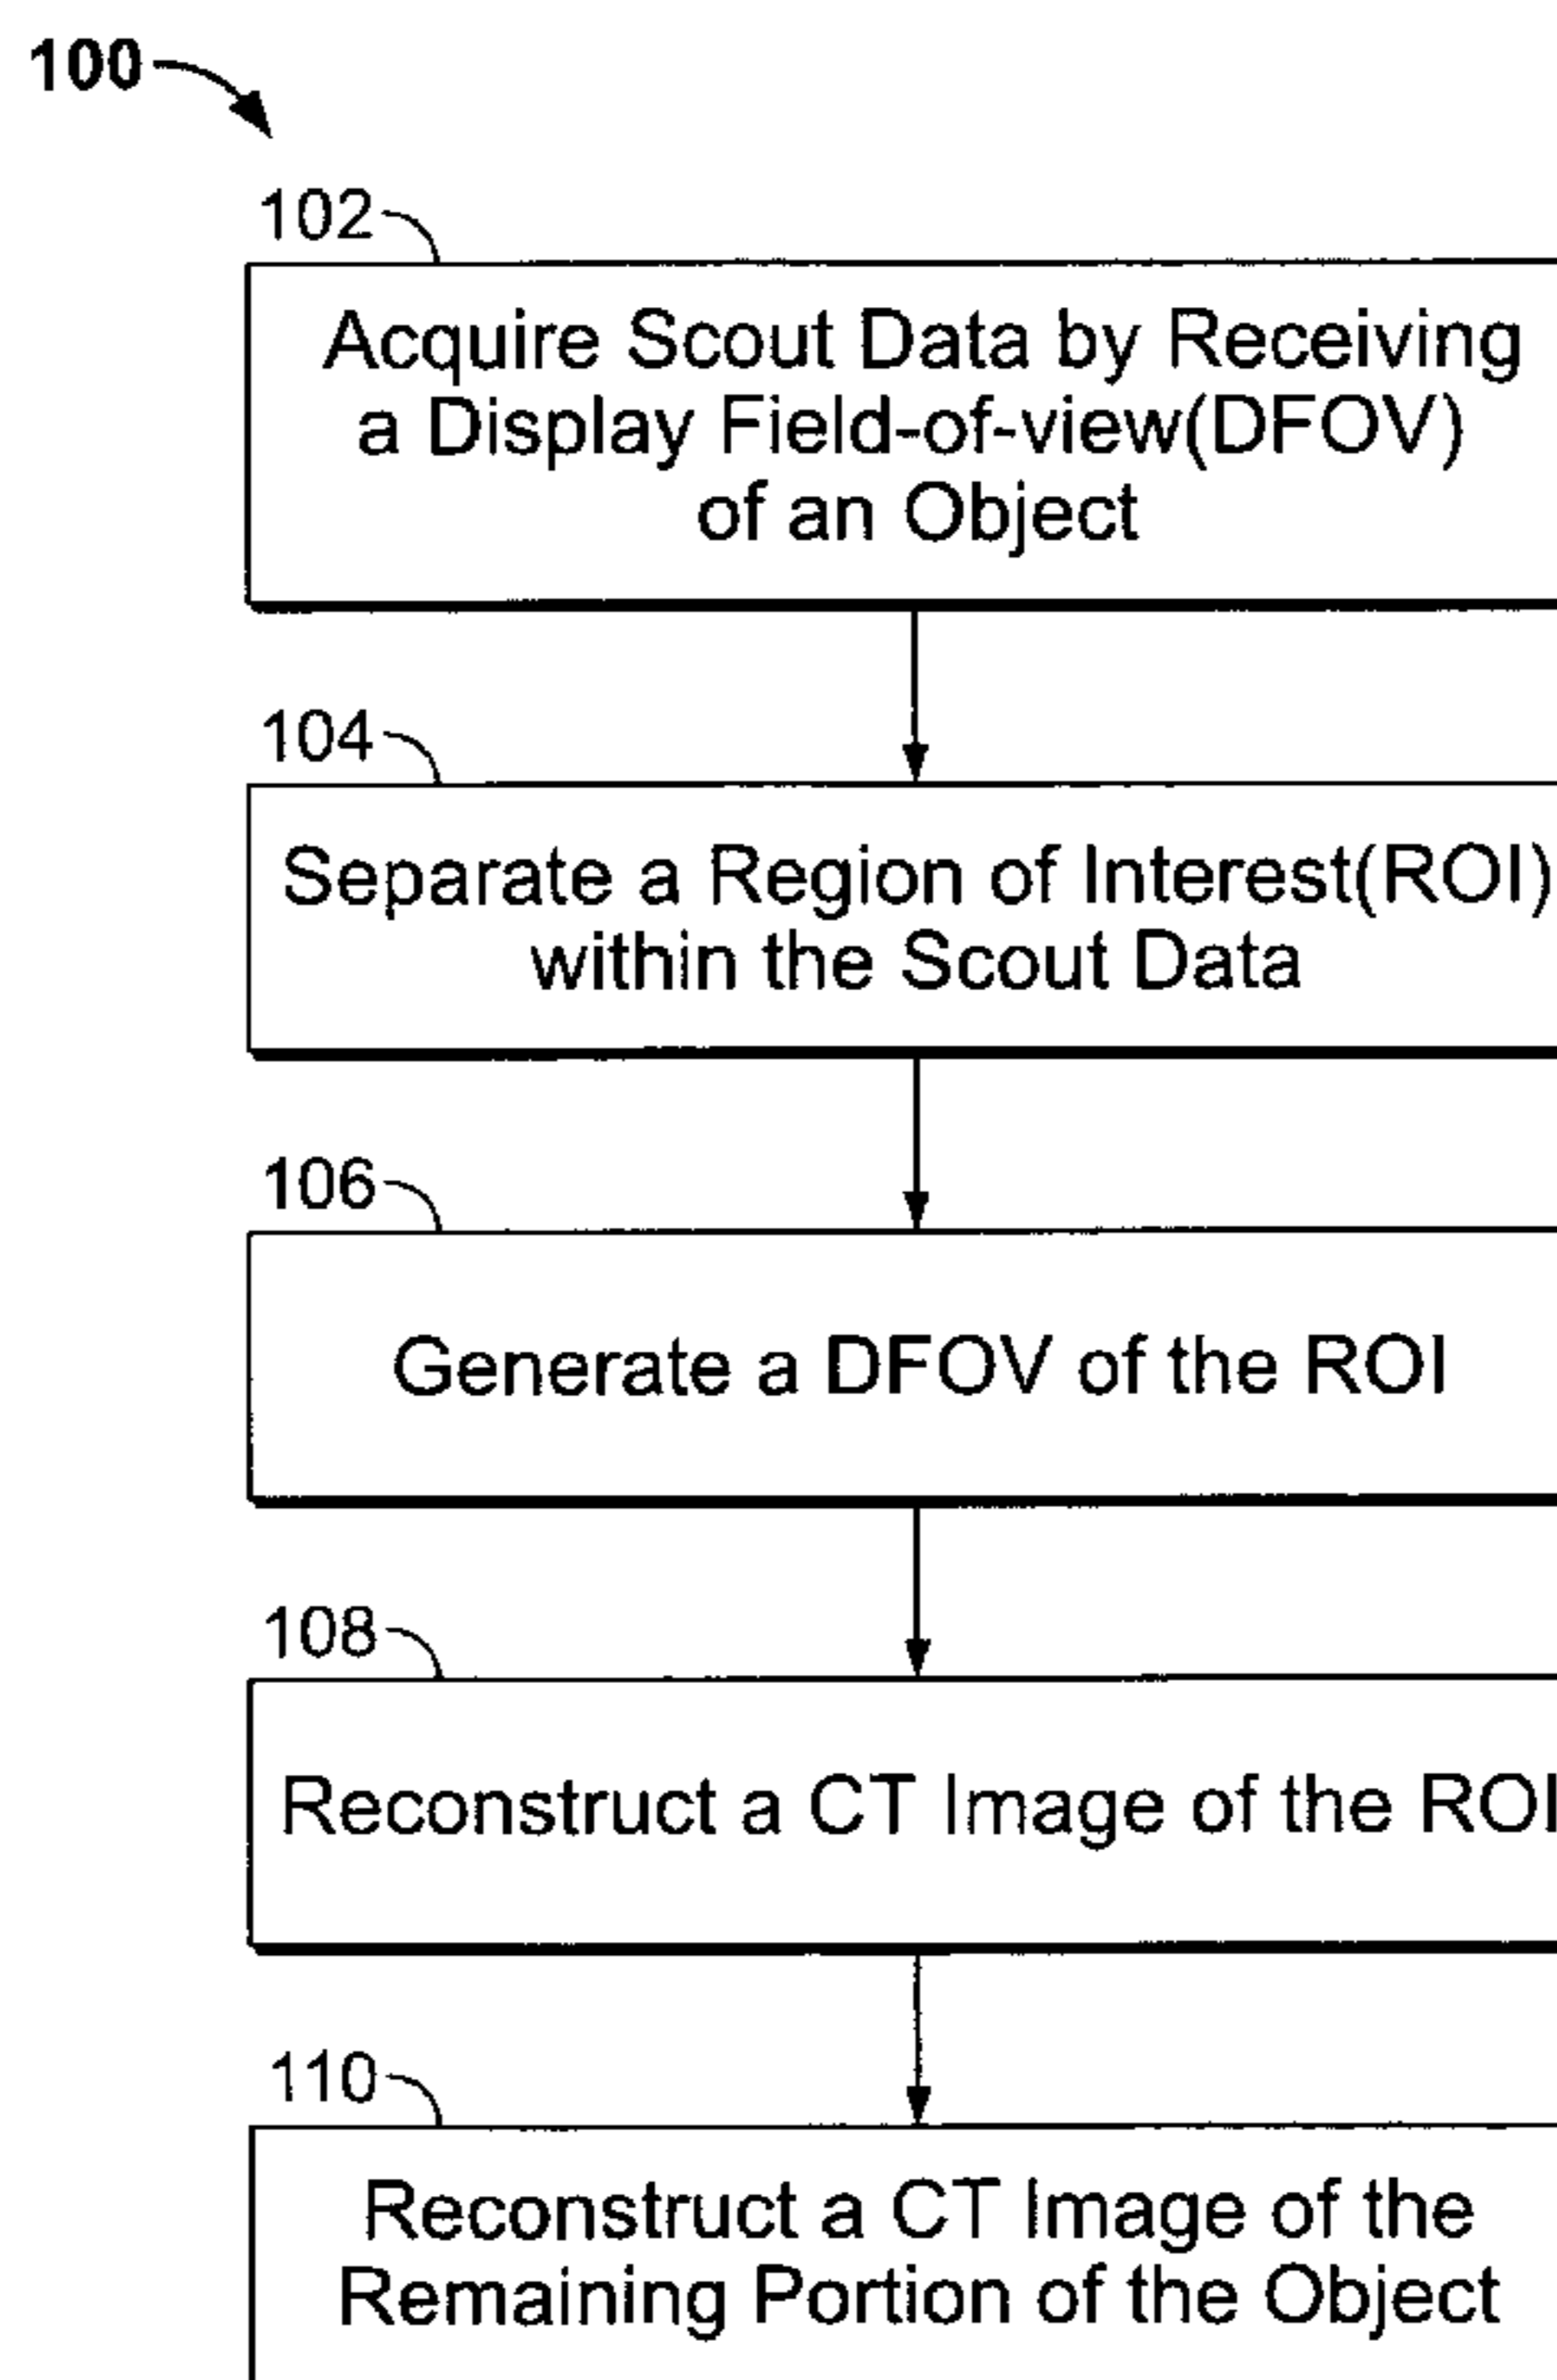 100
102
Acquire Scout Data by Receiving
a Display Field-of-view(DFOV)
of an Object
104
Separate a Region of Interest(ROI)
within the Scout Data
106
Generate a DFOV of the ROI
108
Reconstruct a CT Image of the ROI
110
Reconstruct a CT Image of the
Remaining Portion of the Object